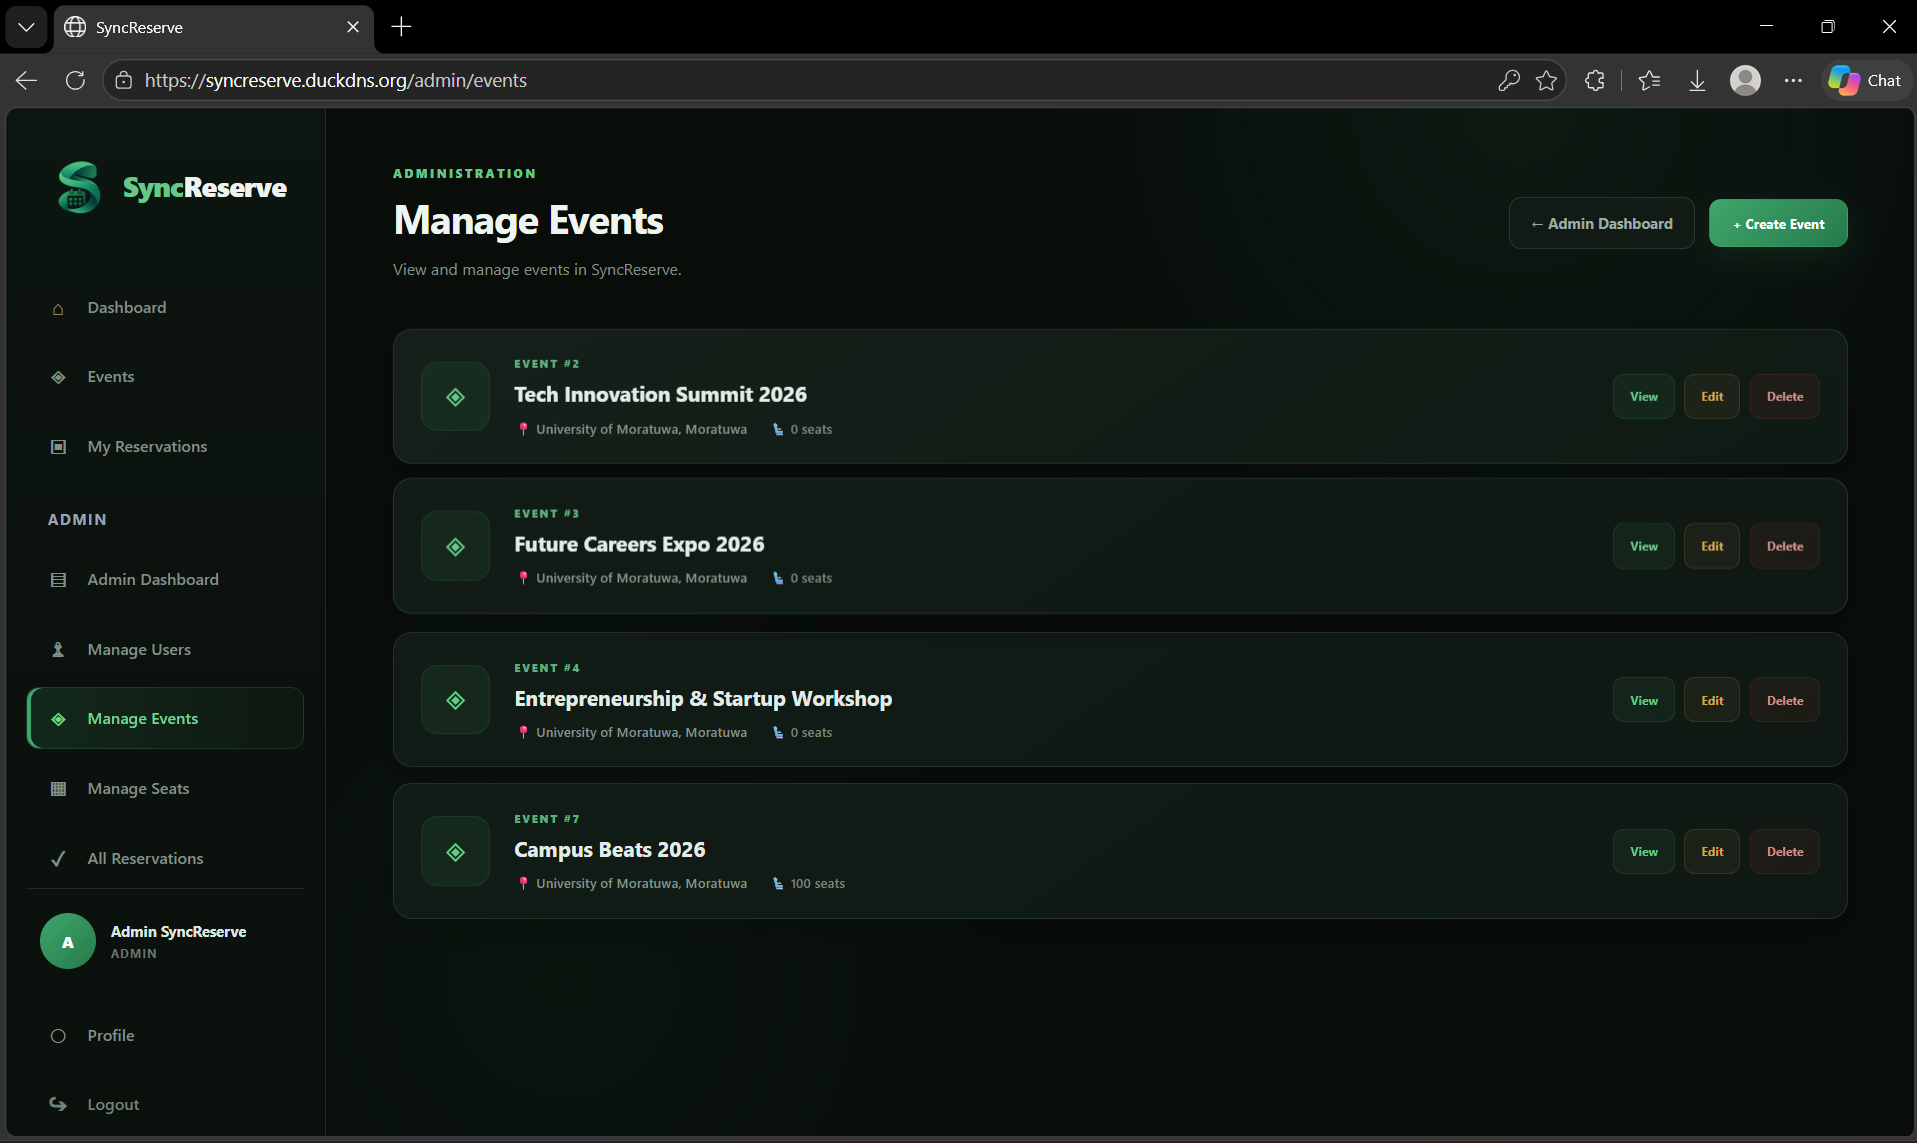 SyncReserve
https://syncreserve.duckdns.org/admin/events
Chat
SyncReserve
Dashboard
Events
My Reservations
ADMIN
Admin Dashboard
Manage Users
Manage Events
Manage Seats
All Reservations
A
Admin SyncReserve
ADMIN
Profile
Logout
ADMINISTRATION
Manage Events
View and manage events in SyncReserve.
← Admin Dashboard
+ Create Event
EVENT #2
Tech Innovation Summit 2026
University of Moratuwa, Moratuwa 0 seats
View Edit Delete
EVENT #3
Future Careers Expo 2026
University of Moratuwa, Moratuwa 0 seats
View Edit Delete
EVENT #4
Entrepreneurship & Startup Workshop
University of Moratuwa, Moratuwa 0 seats
View Edit Delete
EVENT #7
Campus Beats 2026
University of Moratuwa, Moratuwa 100 seats
View Edit Delete